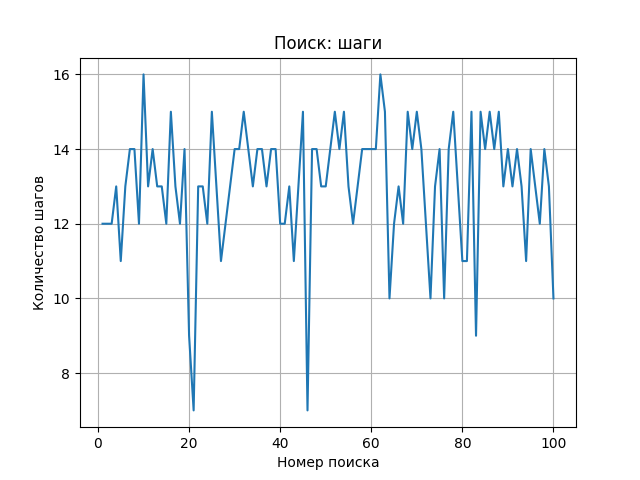 Поиск: шаги
Количество шагов
16
14
12
10
8
0 20 40 60 80 100
Номер поиска